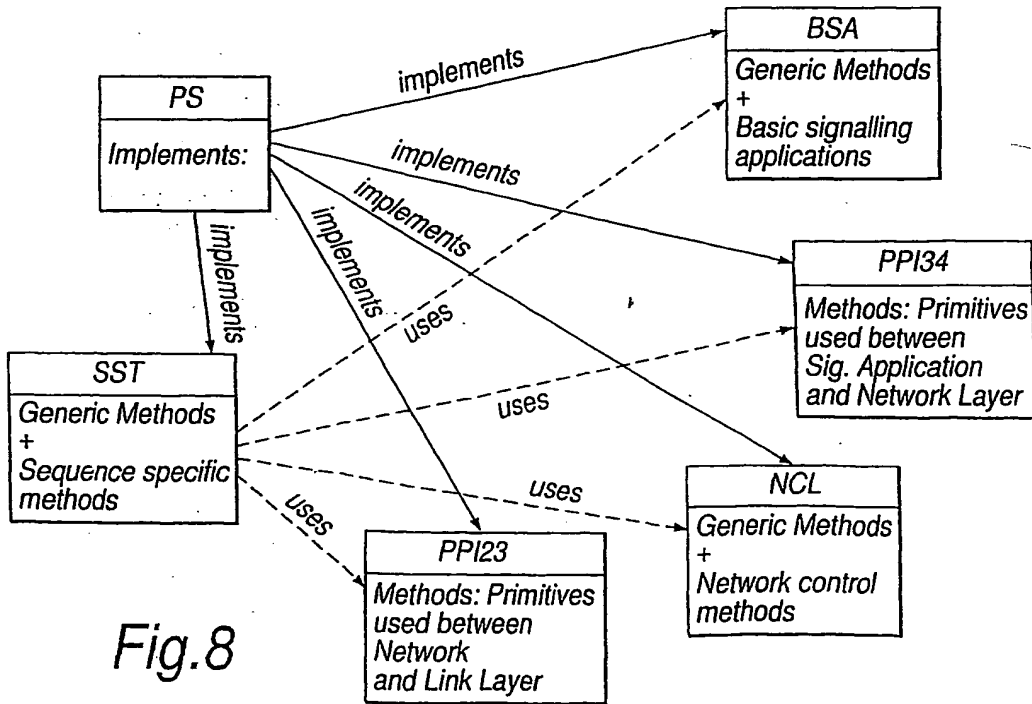 BSA
Generic Methods
+
Basic signalling
applications
implements
PS
Implements:
implements
implements
implements
implements
PPI34
Methods: Primitives
used between
Sig. Application
and Network Layer
uses
uses
SST
Generic Methods
+
Sequence specific
methods
uses
uses
NCL
Generic Methods
+
Network control
methods
PPI23
Methods: Primitives
used between
Network
and Link Layer
Fig.8